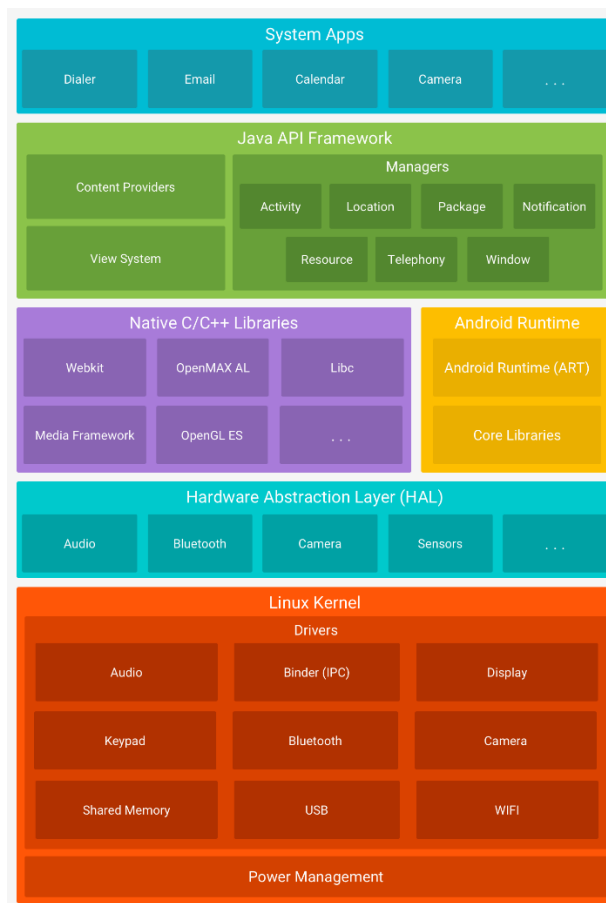 System Apps
Dialer
Email
Calendar
Camera
. . .
Java API Framework
Content Providers
View System
Managers
Activity
Location
Package
Notification
Resource
Telephony
Window
Native C/C++ Libraries
Webkit
OpenMAX AL
Libc
Media Framework
OpenGL ES
. . .
Android Runtime
Android Runtime (ART)
Core Libraries
Hardware Abstraction Layer (HAL)
Audio
Bluetooth
Camera
Sensors
. . .
Linux Kernel
Drivers
Audio
Binder (IPC)
Display
Keypad
Bluetooth
Camera
Shared Memory
USB
WIFI
Power Management